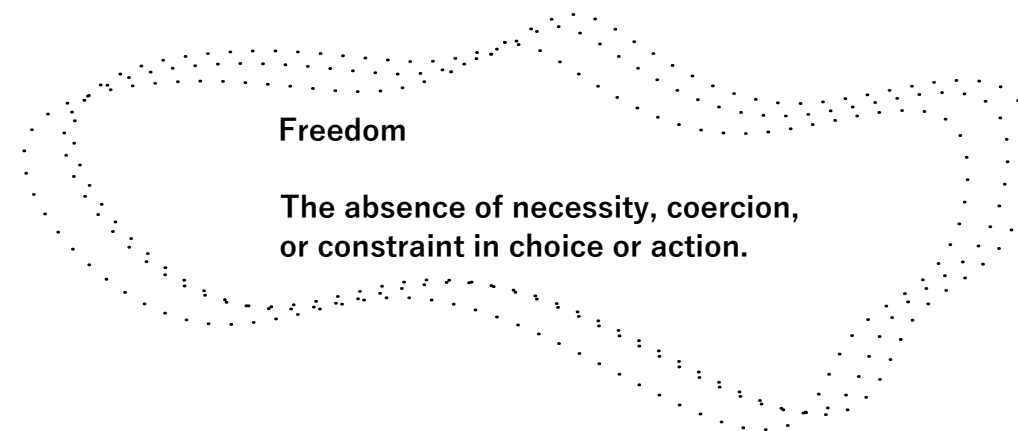 Freedom
The absence of necessity, coercion,
or constraint in choice or action.